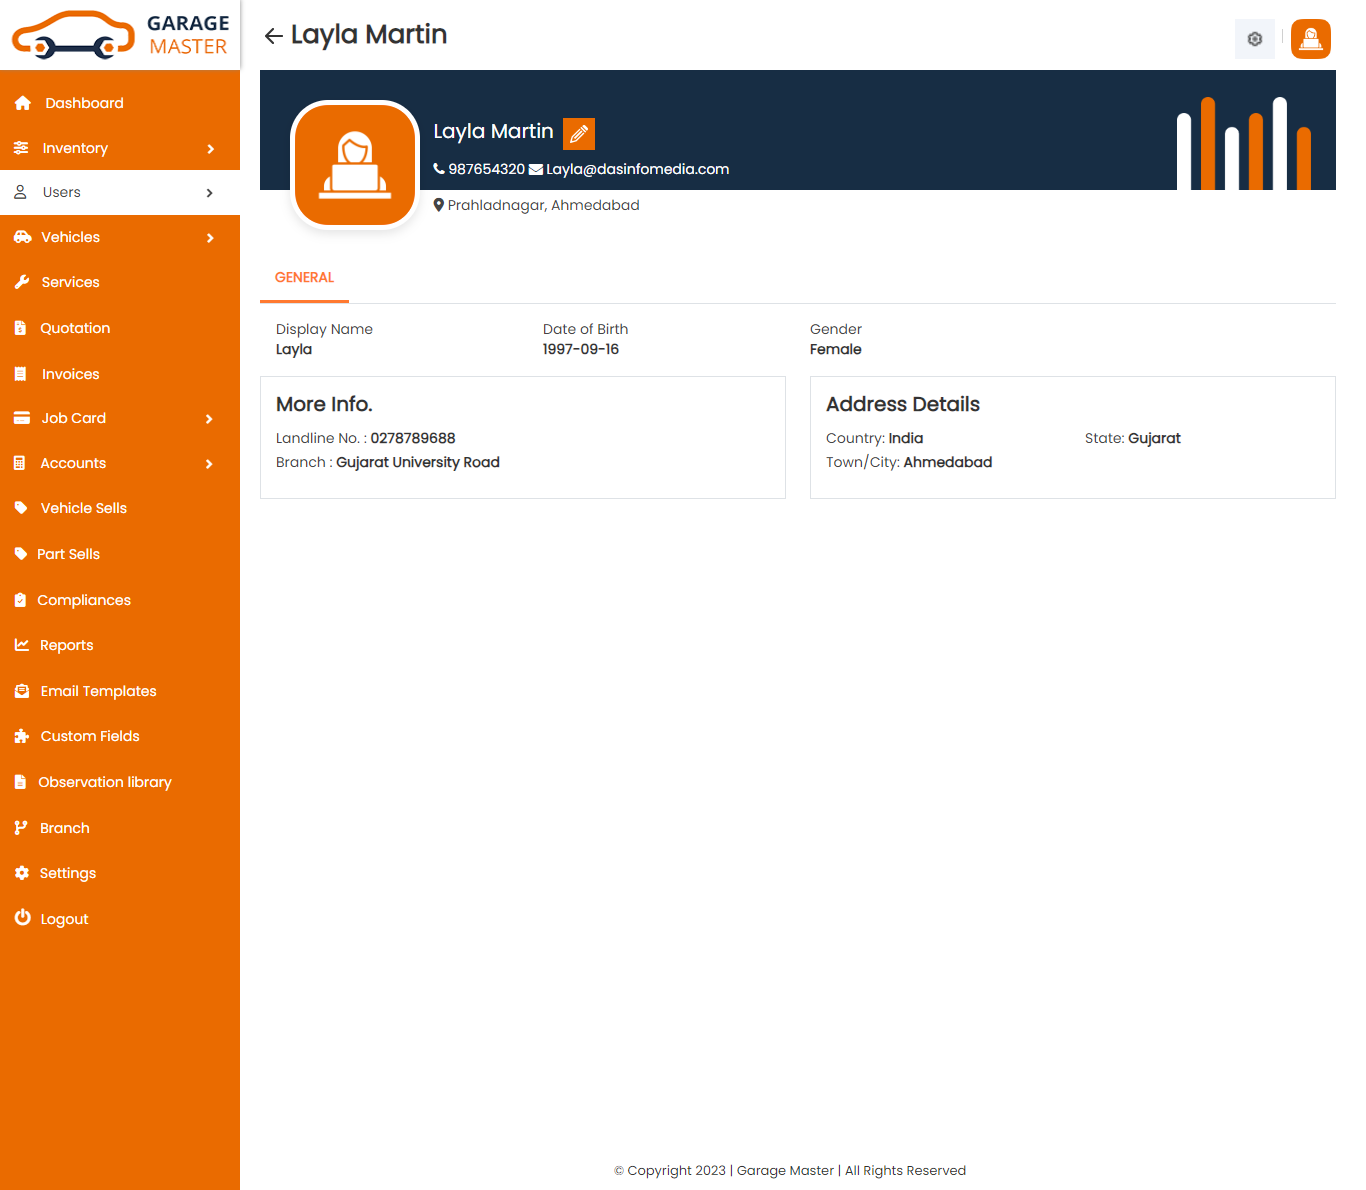 GARAGE
MASTER
Layla Martin
Dashboard
Inventory
Users
Vehicles
Services
Quotation
Invoices
Job Card
Accounts
Vehicle Sells
Part Sells
Compliances
Reports
Email Templates
Custom Fields
Observation library
Branch
Settings
Logout
Layla Martin
987654320 Layla@dasinfomedia.com
Prahladnagar, Ahmedabad
GENERAL
Display Name
Layla
Date of Birth
1997-09-16
Gender
Female
More Info.
Landline No. : 0278789688
Branch : Gujarat University Road
Address Details
Country: India
State: Gujarat
Town/City: Ahmedabad
© Copyright 2023 | Garage Master | All Rights Reserved